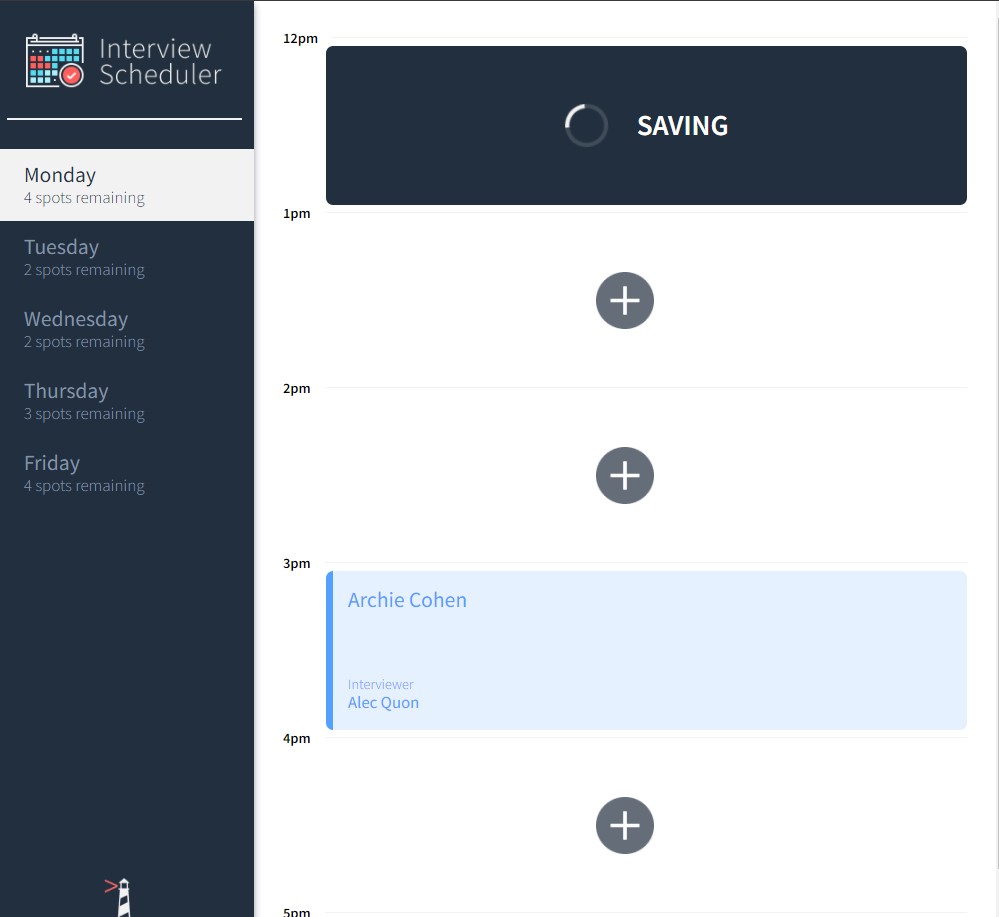 Interview
Scheduler
Monday
4 spots remaining
Tuesday
2 spots remaining
Wednesday
2 spots remaining
Thursday
3 spots remaining
Friday
4 spots remaining
12pm
SAVING
1pm
2pm
3pm
Archie Cohen
Interviewer
Alec Quon
4pm
5pm